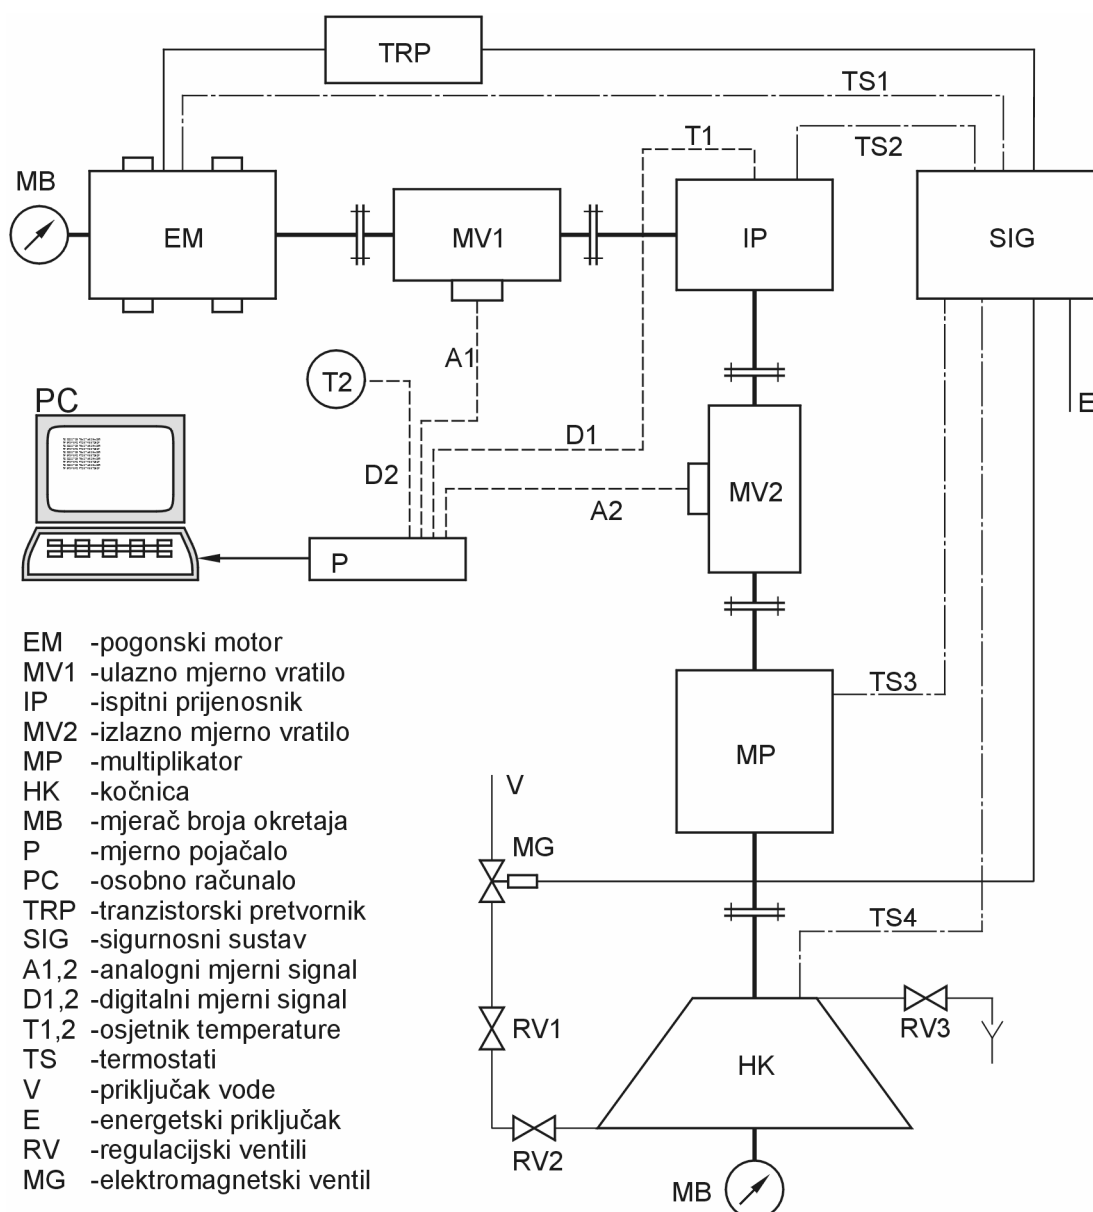 TRP
TS1
T1
TS2
MB
EM
MV1
IP
SIG
A1
T2
PC
D1
E
D2
A2
MV2
P
TS3
MP
V
MG
TS4
RV1
RV3
HK
RV2
MB
EM -pogonski motor
MV1 -ulazno mjerno vratilo
IP -ispitni prijenosnik
MV2 -izlazno mjerno vratilo
MP -multiplikator
HK -kočnica
MB -mjerač broja okretaja
P -mjerno pojačalo
PC -osobno računalo
TRP -tranzistorski pretvornik
SIG -sigurnosni sustav
A1,2 -analogni mjerni signal
D1,2 -digitalni mjerni signal
T1,2 -osjetnik temperature
TS -termostati
V -priključak vode
E -energetski priključak
RV -regulacijski ventili
MG -elektromagnetski ventil